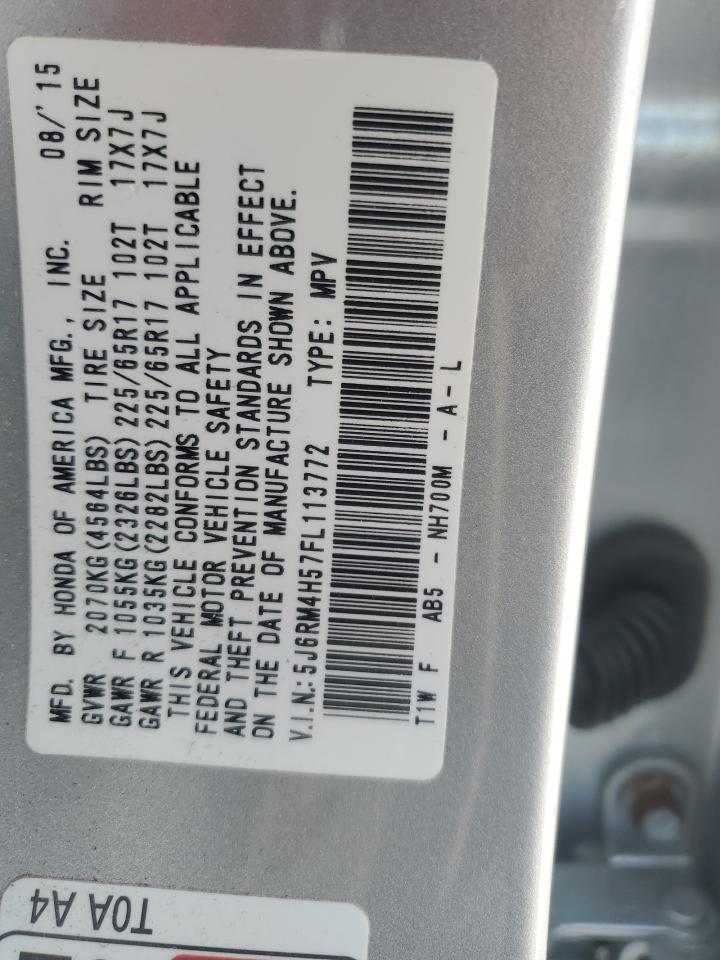 MFD. BY HONDA OF AMERICA MFG., INC. 08/'15
GVWR 2070KG(4564LBS) TIRE SIZE RIM SIZE
GAWR F 1055KG(2326LBS) 225/65R17 102T 17X7J
GAWR R 1035KG(2282LBS) 225/65R17 102T 17X7J
THIS VEHICLE CONFORMS TO ALL APPLICABLE
FEDERAL MOTOR VEHICLE SAFETY
AND THEFT PREVENTION STANDARDS IN EFFECT
ON THE DATE OF MANUFACTURE SHOWN ABOVE.
V.I.N.:5J6RM4H57FL113772 TYPE: MPV
T1W F AB5 - NH700M - A - L
T0A A4